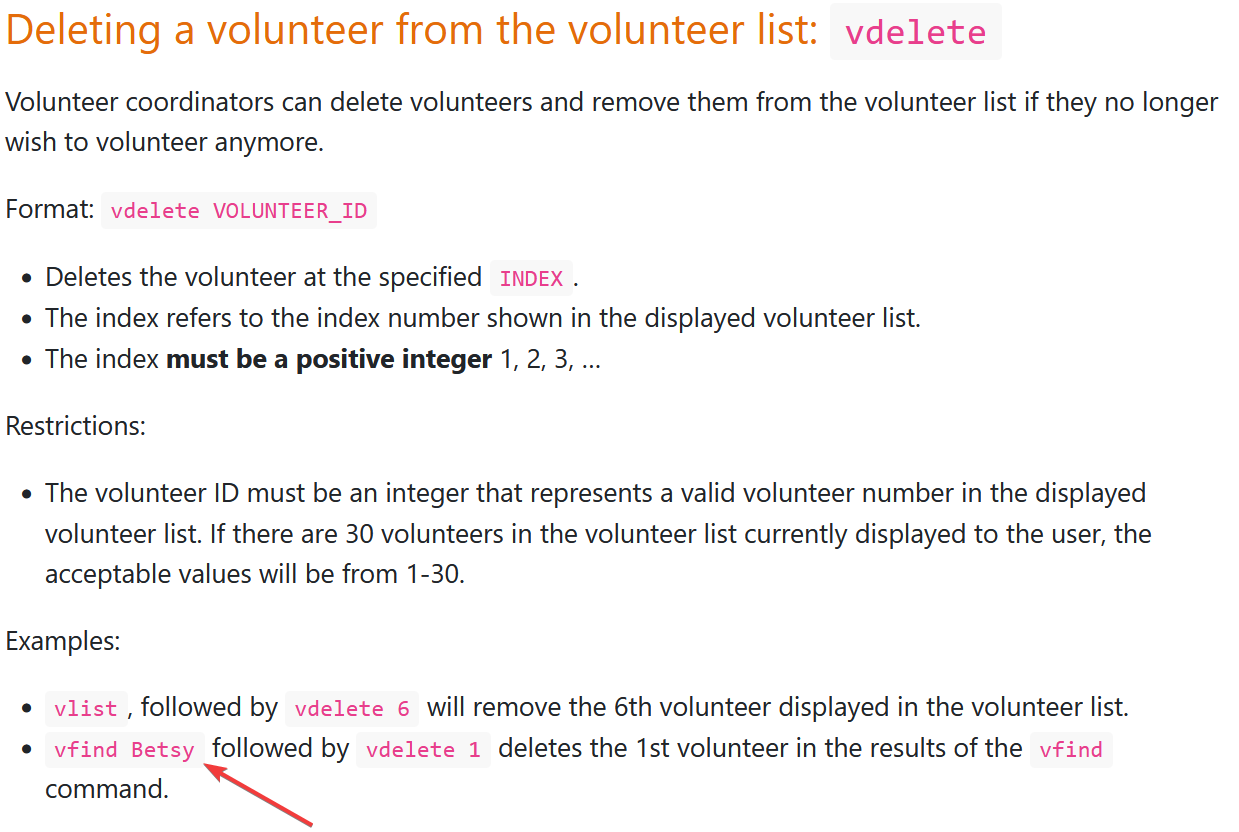 Deleting a volunteer from the volunteer list: vdelete
Volunteer coordinators can delete volunteers and remove them from the volunteer list if they no longer
wish to volunteer anymore.
Format: vdelete VOLUNTEER_ID
• Deletes the volunteer at the specified INDEX .
• The index refers to the index number shown in the displayed volunteer list.
• The index must be a positive integer 1, 2, 3, …
Restrictions:
• The volunteer ID must be an integer that represents a valid volunteer number in the displayed
volunteer list. If there are 30 volunteers in the volunteer list currently displayed to the user, the
acceptable values will be from 1-30.
Examples:
• vlist , followed by vdelete 6 will remove the 6th volunteer displayed in the volunteer list.
• vfind Betsy followed by vdelete 1 deletes the 1st volunteer in the results of the vfind
command.